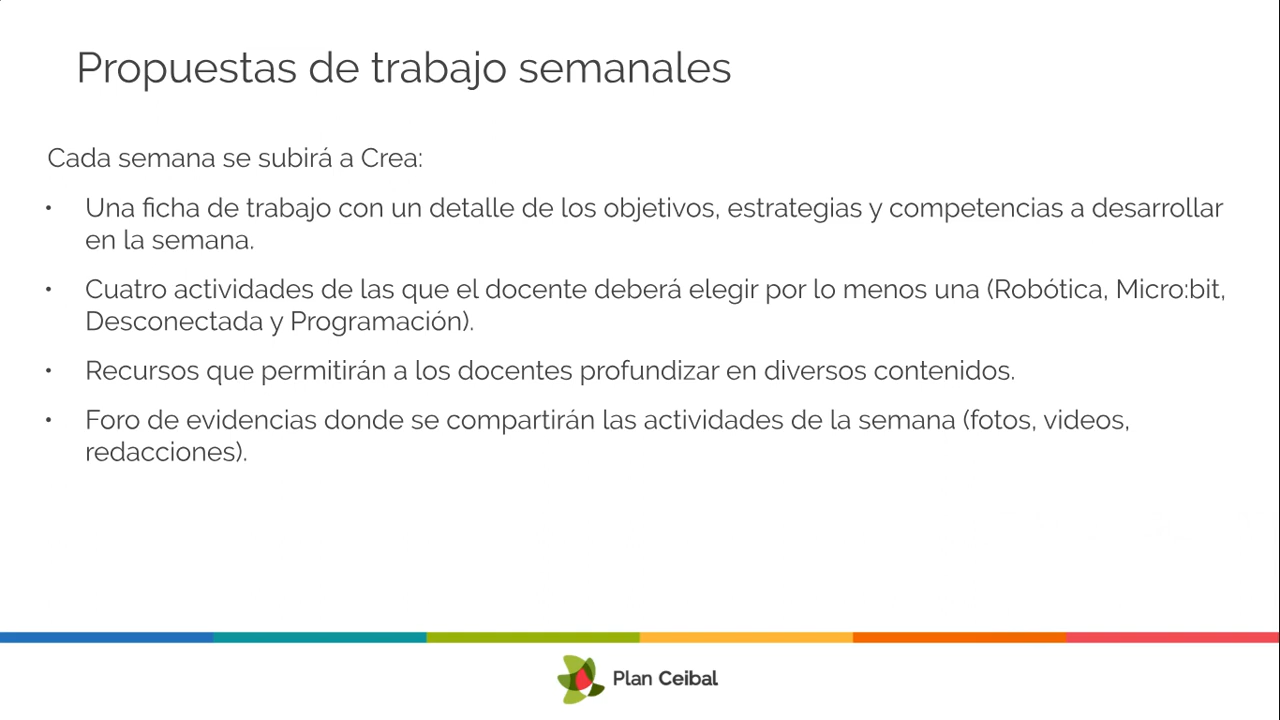 Propuestas de trabajo semanales
Cada semana se subirá a Crea:
• Una ficha de trabajo con un detalle de los objetivos, estrategias y competencias a desarrollar
en la semana.
• Cuatro actividades de las que el docente deberá elegir por lo menos una (Robótica, Micro:bit,
Desconectada y Programación).
• Recursos que permitirán a los docentes profundizar en diversos contenidos.
• Foro de evidencias donde se compartirán las actividades de la semana (fotos, videos,
redacciones).
Plan Ceibal